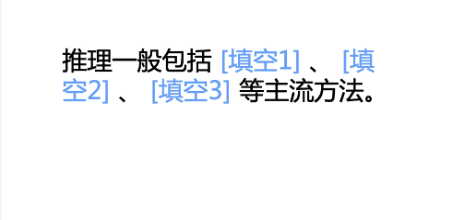 推理一般包括 [填空1] 、 [填
空2] 、 [填空3] 等主流方法。